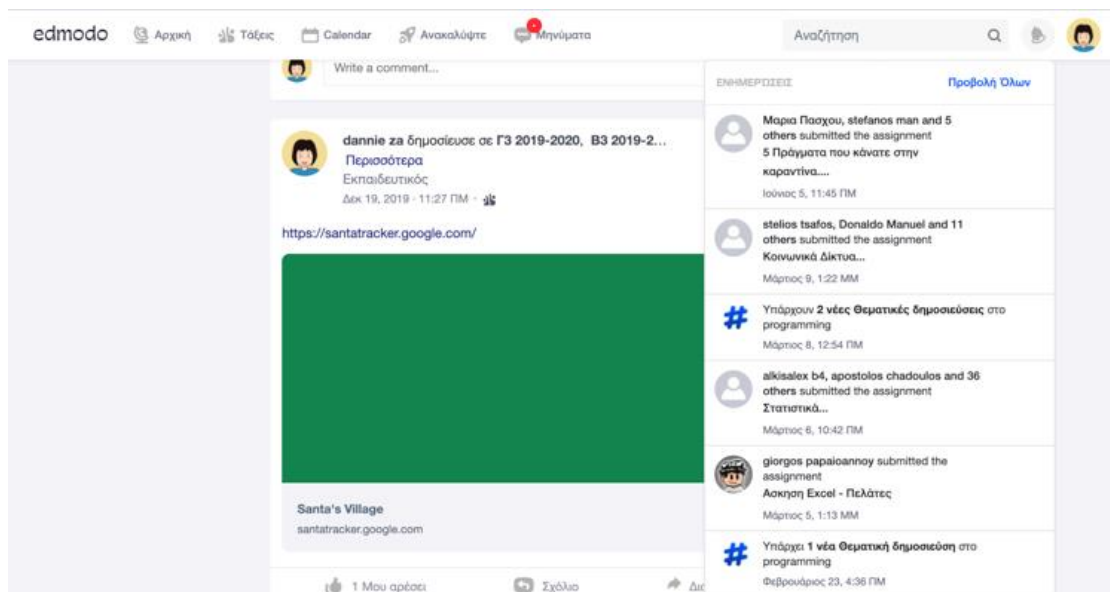 edmodo Αρχική Τάξεις Calendar Ανακαλύψτε Μηνύματα Αναζήτηση
Write a comment...
dannie za δημοσίευσε σε Γ3 2019-2020, Β3 2019-2...
Περισσότερα
Εκπαιδευτικός
Δεκ 19, 2019 · 11:27 ΠΜ ·
https://santatracker.google.com/
Santa's Village
santatracker.google.com
1 Μου αρέσει Σχόλιο
ΕΝΗΜΕΡΏΣΕΙΣ Προβολή Όλων
Μαρια Πασχου, stefanos man and 5
others submitted the assignment
5 Πράγματα που κάνατε στην
καραντίνα....
Ιούνιος 5, 11:45 ΠΜ
stelios tsafos, Donaldo Manuel and 11
others submitted the assignment
Κοινωνικά Δίκτυα...
Μάρτιος 9, 1:22 ΜΜ
Υπάρχουν 2 νέες Θεματικές δημοσιεύσεις στο
programming
Μάρτιος 8, 12:54 ΠΜ
alkisalex b4, apostolos chadoulos and 36
others submitted the assignment
Στατιστικά...
Μάρτιος 6, 10:42 ΠΜ
giorgos papaioannoy submitted the
assignment
Ασκηση Excel - Πελάτες
Μάρτιος 5, 1:13 ΜΜ
Υπάρχει 1 νέα Θεματική δημοσιεύση στο
programming
Φεβρουάριος 23, 4:36 ΠΜ